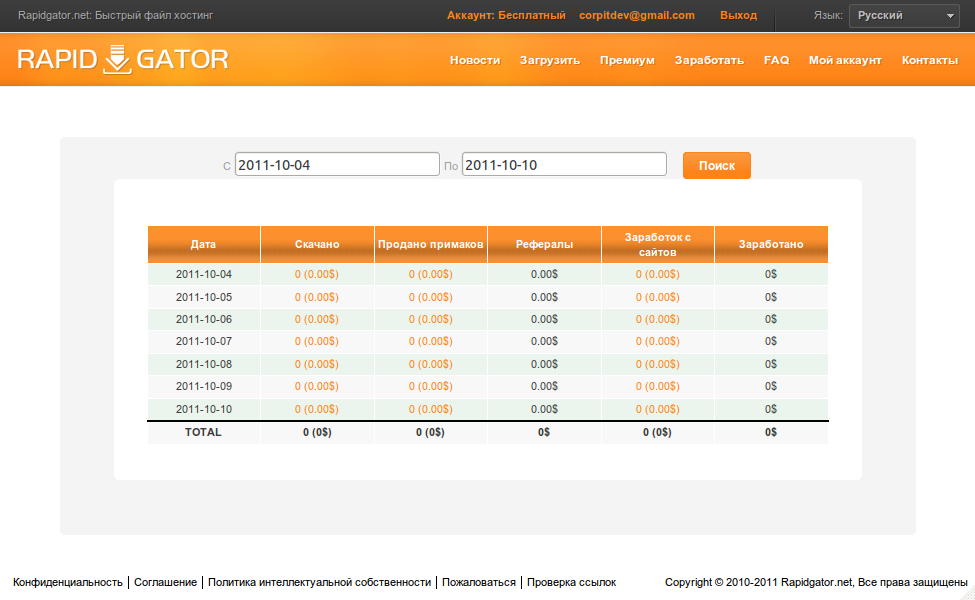 Rapidgator.net: Быстрый файл хостинг Аккаунт: Бесплатный corpitdev@gmail.com Выход Язык: Русский
RAPID GATOR Новости Загрузить Премиум Заработать FAQ Мой аккаунт Контакты
С 2011-10-04 По 2011-10-10 Поиск
Дата Скачано Продано примаков Рефералы Заработок с сайтов Заработано
2011-10-04 0 (0.00$) 0 (0.00$) 0.00$ 0 (0.00$) 0$
2011-10-05 0 (0.00$) 0 (0.00$) 0.00$ 0 (0.00$) 0$
2011-10-06 0 (0.00$) 0 (0.00$) 0.00$ 0 (0.00$) 0$
2011-10-07 0 (0.00$) 0 (0.00$) 0.00$ 0 (0.00$) 0$
2011-10-08 0 (0.00$) 0 (0.00$) 0.00$ 0 (0.00$) 0$
2011-10-09 0 (0.00$) 0 (0.00$) 0.00$ 0 (0.00$) 0$
2011-10-10 0 (0.00$) 0 (0.00$) 0.00$ 0 (0.00$) 0$
TOTAL 0 (0$) 0 (0$) 0$ 0 (0$) 0$
Конфиденциальность | Соглашение | Политика интеллектуальной собственности | Пожаловаться | Проверка ссылок Copyright © 2010-2011 Rapidgator.net, Все права защищены